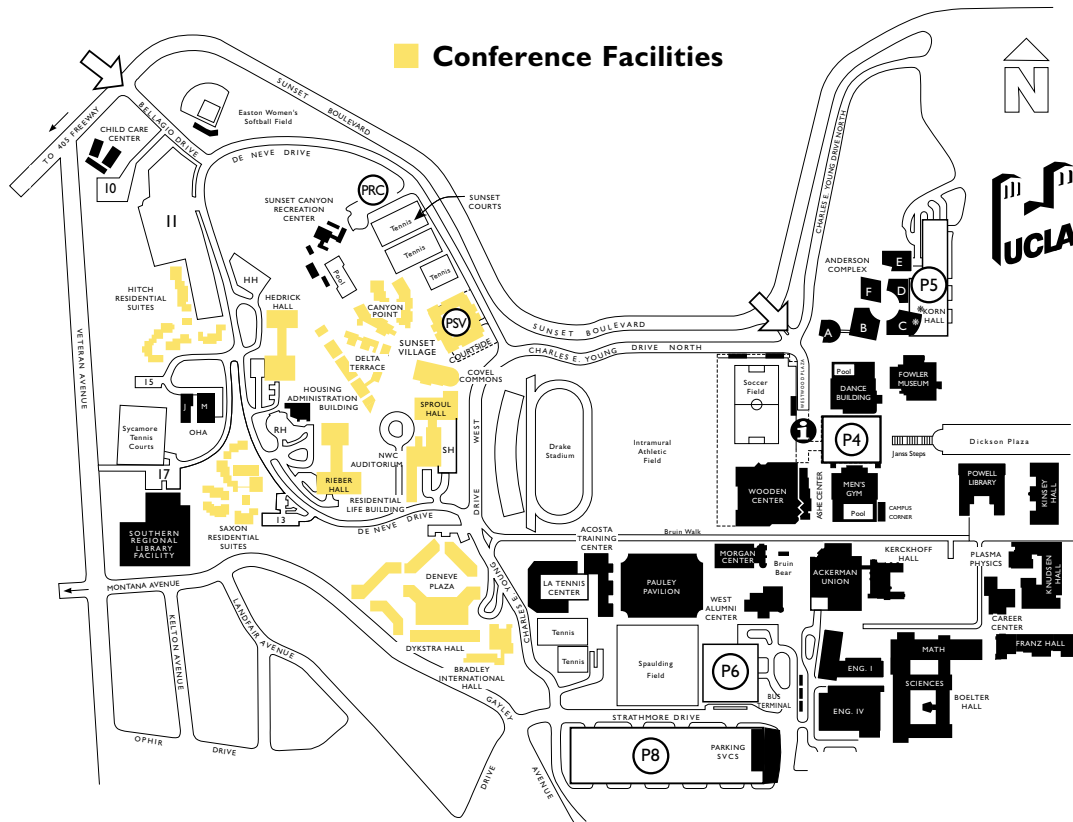 Conference Facilities
N
UCLA
SUNSET
BOULEVARD
TO 405 FREEWAY
BELLAGIO DRIVE
Easton Women's
Softball Field
CHILD CARE
CENTER
10
11
DE NEVE DRIVE
PRC
SUNSET CANYON
RECREATION
CENTER
SUNSET
COURTS
Tennis
Tennis
Tennis
Pool
CHARLES E. YOUNG DRIVE NORTH
ANDERSON
COMPLEX
E
F
D
A
B
C
P5
KORN
HALL
HITCH
RESIDENTIAL
SUITES
HH
HEDRICK
HALL
CANYON
POINT
PSV
SUNSET
VILLAGE
COURTSIDE
SUNSET BOULEVARD
CHARLES E. YOUNG DRIVE NORTH
DELTA
TERRACE
COVEL
COMMONS
VETERAN AVENUE
15
J
M
OHA
HOUSING
ADMINISTRATION
BUILDING
SPROUL
HALL
RH
SH
NWC
AUDITORIUM
RIEBER
HALL
RESIDENTIAL
LIFE BUILDING
Sycamore
Tennis
Courts
17
SOUTHERN
REGIONAL
LIBRARY
FACILITY
SAXON
RESIDENTIAL
SUITES
13
DE NEVE DRIVE
DRIVE WEST
Drake
Stadium
Intramural
Athletic
Field
Soccer
Field
WESTWOOD PLAZA
Pool
DANCE
BUILDING
FOWLER
MUSEUM
i
P4
Janss Steps
Dickson Plaza
WOODEN
CENTER
ASHE CENTER
MEN'S
GYM
Pool
CAMPUS
CORNER
POWELL
LIBRARY
KINSEY
HALL
Bruin Walk
ACOSTA
TRAINING
CENTER
MORGAN
CENTER
Bruin
Bear
KERCKHOFF
HALL
PLASMA
PHYSICS
KNUDSEN
HALL
LA TENNIS
CENTER
PAULEY
PAVILION
ACKERMAN
UNION
WEST
ALUMNI
CENTER
CAREER
CENTER
FRANZ HALL
MONTANA AVENUE
DENEVE
PLAZA
CHARLES E. YOUNG
DYKSTRA HALL
BRADLEY
INTERNATIONAL
HALL
Tennis
Tennis
Spaulding
Field
P6
BUS
TERMINAL
ENG. I
ENG. IV
MATH
SCIENCES
BOELTER
HALL
KELTON AVENUE
LANDFAIR AVENUE
OPHIR
DRIVE
GAYLEY
DRIVE
AVENUE
STRATHMORE DRIVE
P8
PARKING
SVCS